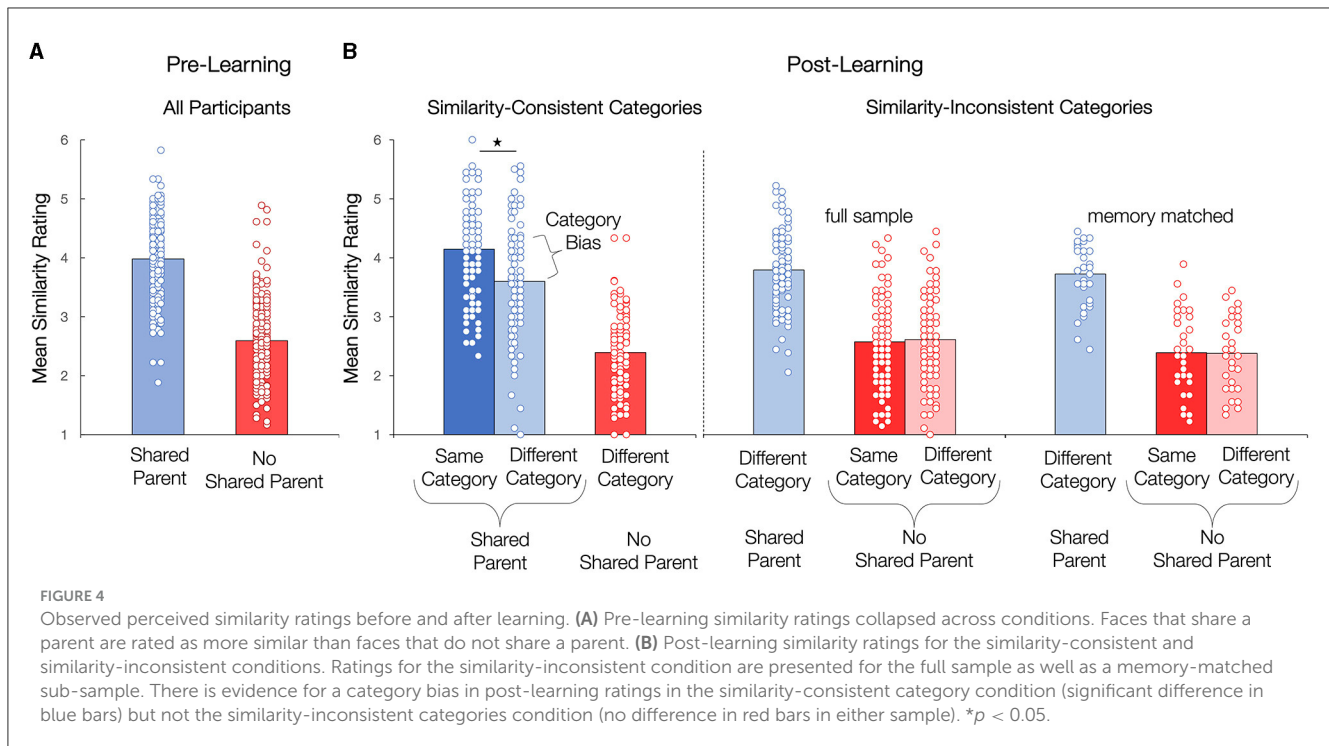 A
Pre-Learning
All Participants
Mean Similarity Rating
6
5
4
3
2
1
Shared
Parent
No
Shared Parent
B
Post-Learning
Similarity-Consistent Categories
Mean Similarity Rating
6
5
4
3
2
1
★
Category
Bias
Same
Category
Different
Category
Different
Category
Shared
Parent
No
Shared Parent
Similarity-Inconsistent Categories
full sample
memory matched
Different
Category
Same
Category
Different
Category
Shared
Parent
No
Shared Parent
Different
Category
Same
Category
Different
Category
Shared
Parent
No
Shared Parent
FIGURE 4
Observed perceived similarity ratings before and after learning. (A) Pre-learning similarity ratings collapsed across conditions. Faces that share a
parent are rated as more similar than faces that do not share a parent. (B) Post-learning similarity ratings for the similarity-consistent and
similarity-inconsistent conditions. Ratings for the similarity-inconsistent condition are presented for the full sample as well as a memory-matched
sub-sample. There is evidence for a category bias in post-learning ratings in the similarity-consistent category condition (significant difference in
blue bars) but not the similarity-inconsistent categories condition (no difference in red bars in either sample). *p < 0.05.